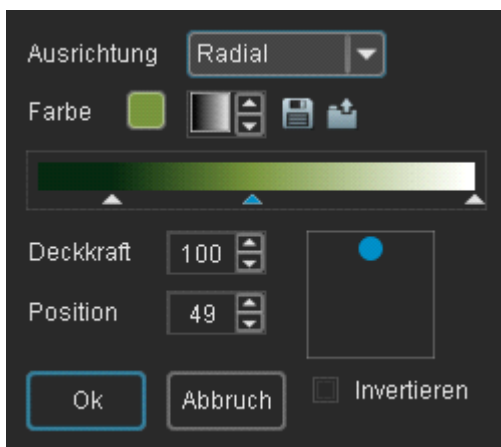 Ausrichtung Radial
Farbe
Deckkraft 100
Position 49
Ok Abbruch Invertieren